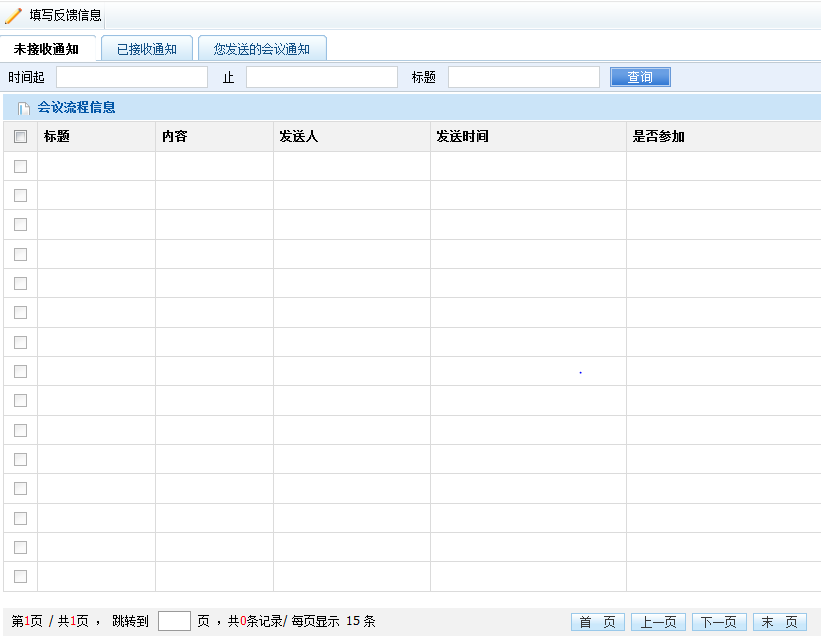 填写反馈信息
未接收通知 已接收通知 您发送的会议通知
时间起 止 标题 查询
会议流程信息
标题 内容 发送人 发送时间 是否参加
第1页 / 共1页 ， 跳转到 页 ，共0条记录/ 每页显示 15 条 首 页 上一页 下一页 末 页